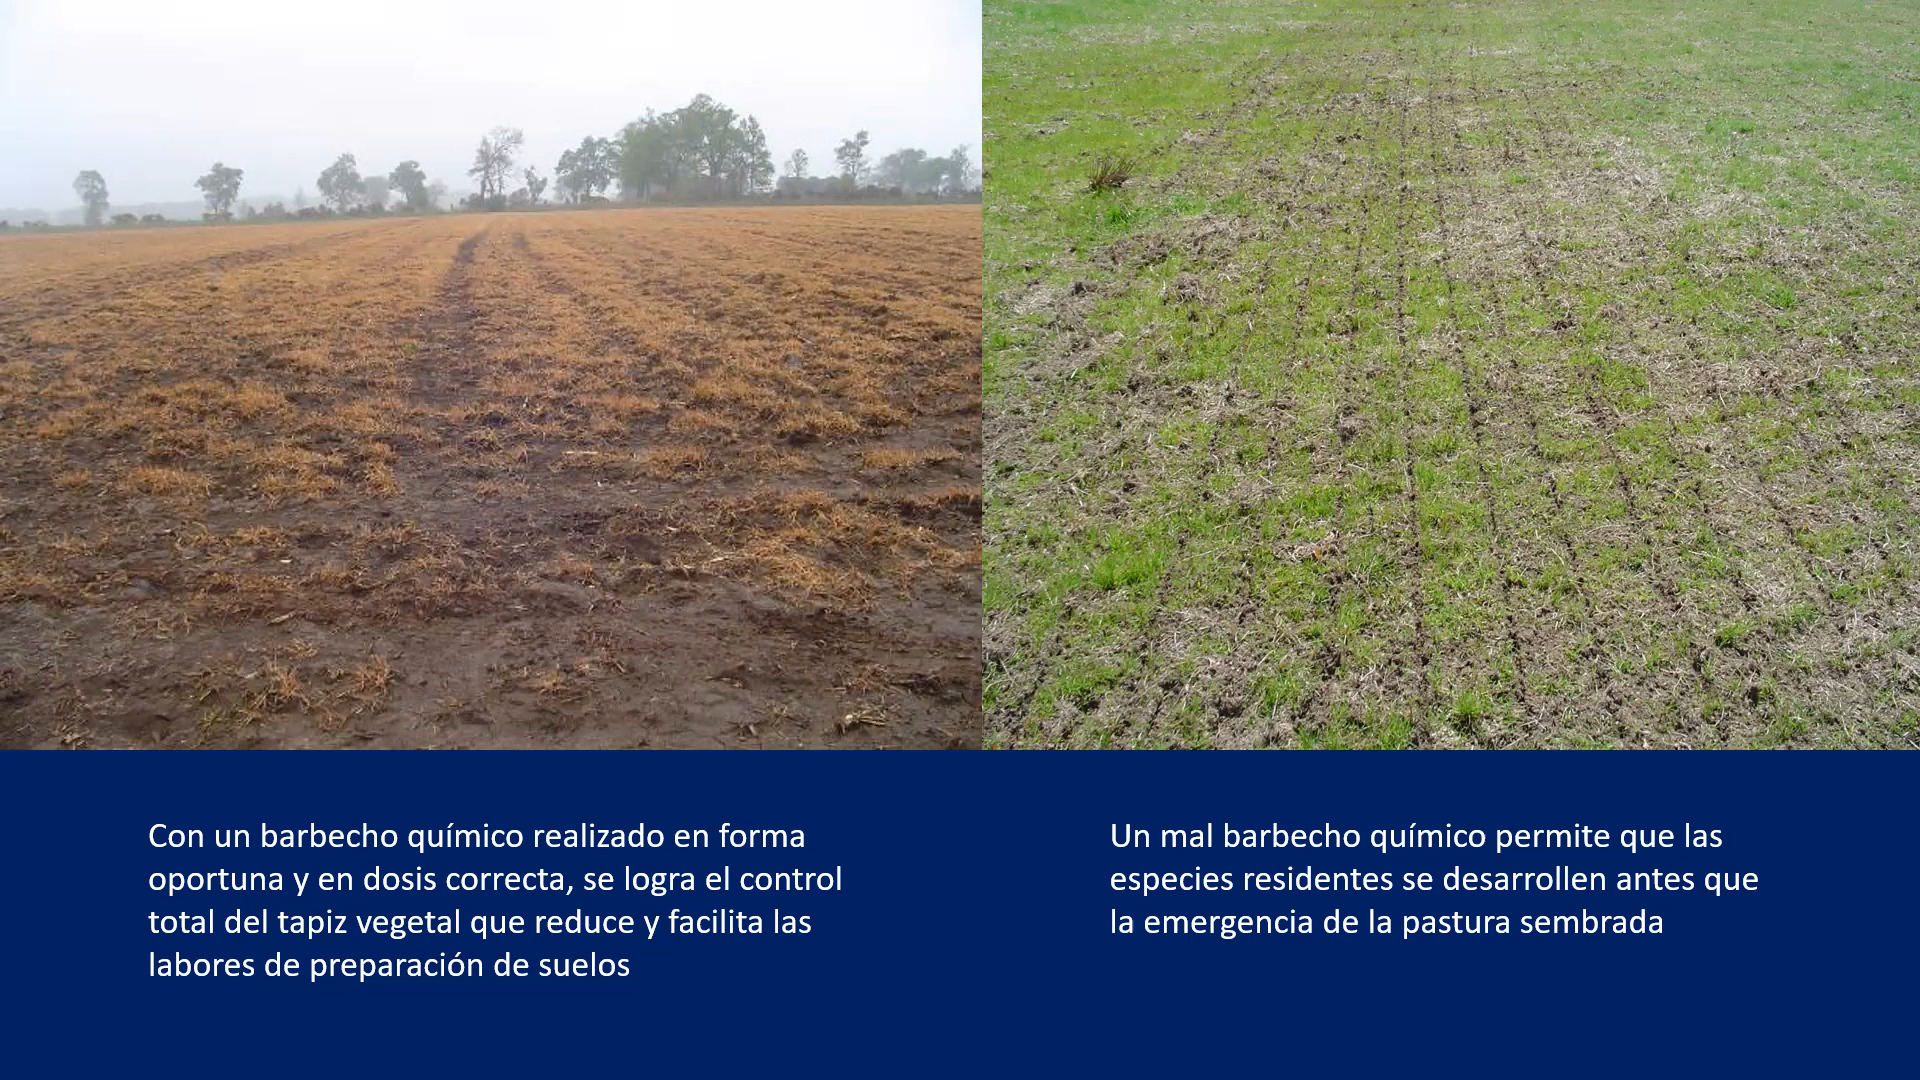 Con un barbecho químico realizado en forma
oportuna y en dosis correcta, se logra el control
total del tapiz vegetal que reduce y facilita las
labores de preparación de suelos
Un mal barbecho químico permite que las
especies residentes se desarrollen antes que
la emergencia de la pastura sembrada